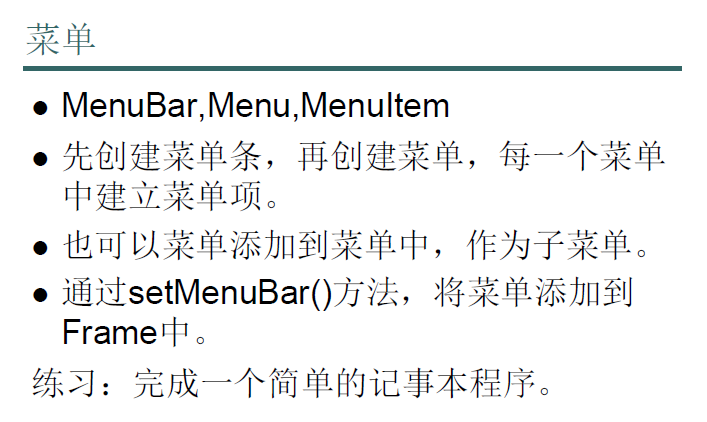 菜单
● MenuBar,Menu,MenuItem
● 先创建菜单条，再创建菜单，每一个菜单
中建立菜单项。
● 也可以菜单添加到菜单中，作为子菜单。
● 通过setMenuBar()方法，将菜单添加到
Frame中。
练习：完成一个简单的记事本程序。